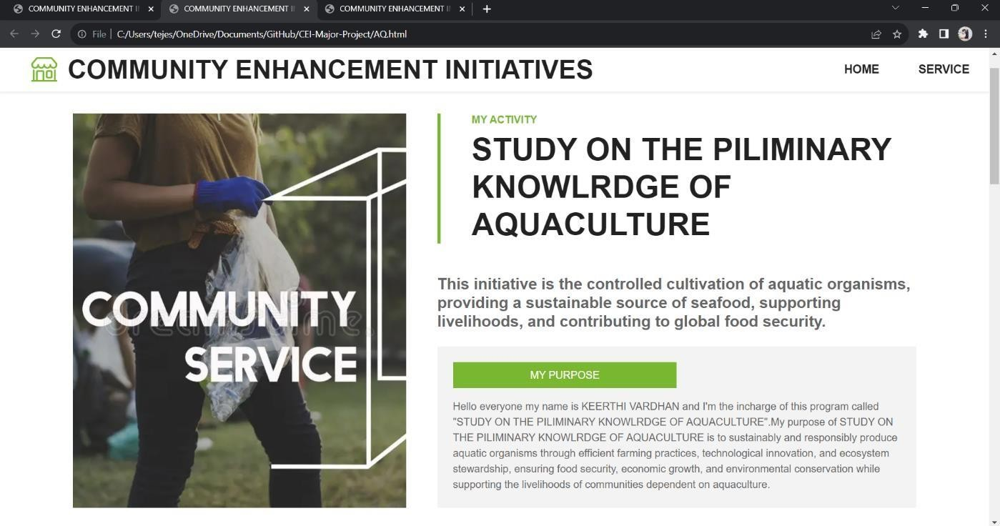 COMMUNITY ENHANCEMENT I
COMMUNITY ENHANCEMENT I
COMMUNITY ENHANCEMENT I
File
C:/Users/tejes/OneDrive/Documents/GitHub/CEI-Major-Project/AQ.html
COMMUNITY ENHANCEMENT INITIATIVES
HOME
SERVICE
COMMUNITY
SERVICE
MY ACTIVITY
STUDY ON THE PILIMINARY
KNOWLRDGE OF
AQUACULTURE
This initiative is the controlled cultivation of aquatic organisms,
providing a sustainable source of seafood, supporting
livelihoods, and contributing to global food security.
MY PURPOSE
Hello everyone my name is KEERTHI VARDHAN and I'm the incharge of this program called
"STUDY ON THE PILIMINARY KNOWLRDGE OF AQUACULTURE".My purpose of STUDY ON
THE PILIMINARY KNOWLRDGE OF AQUACULTURE is to sustainably and responsibly produce
aquatic organisms through efficient farming practices, technological innovation, and ecosystem
stewardship, ensuring food security, economic growth, and environmental conservation while
supporting the livelihoods of communities dependent on aquaculture.